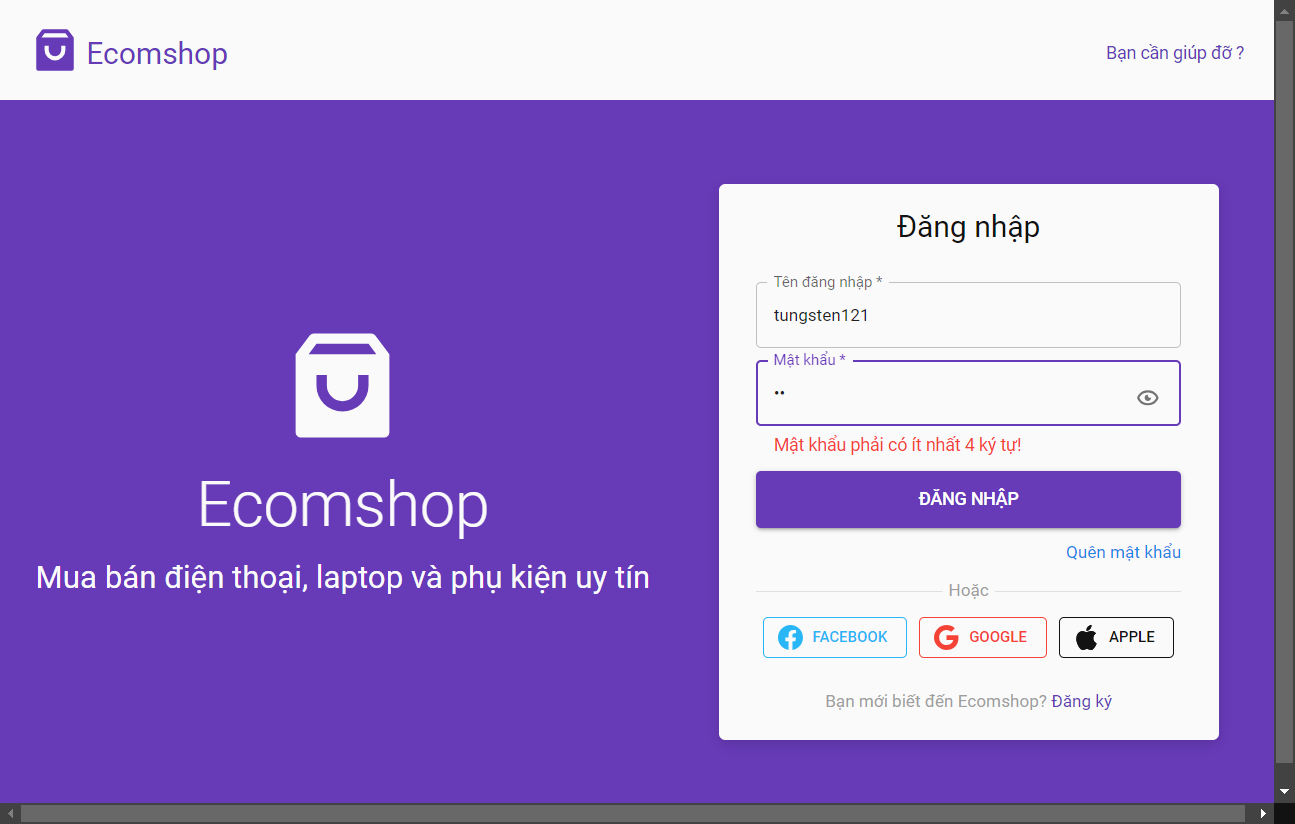 Ecomshop
Bạn cần giúp đỡ ?
Ecomshop
Mua bán điện thoại, laptop và phụ kiện uy tín
Đăng nhập
Tên đăng nhập *
tungsten121
Mật khẩu *
••
Mật khẩu phải có ít nhất 4 ký tự!
ĐĂNG NHẬP
Quên mật khẩu
Hoặc
FACEBOOK
GOOGLE
APPLE
Bạn mới biết đến Ecomshop? Đăng ký